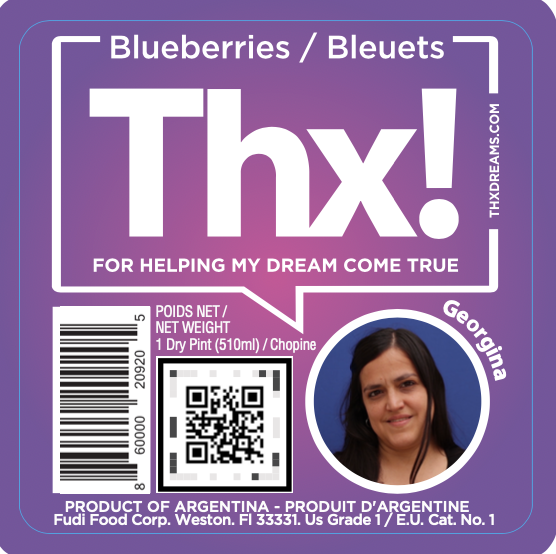 Blueberries / Bleuets
Thx!
THXDREAMS.COM
FOR HELPING MY DREAM COME TRUE
POIDS NET /
NET WEIGHT
1 Dry Pint (510ml) / Chopine
Georgina
8 60000 20920 5
PRODUCT OF ARGENTINA - PRODUIT D'ARGENTINE
Fudi Food Corp. Weston. Fl 33331. Us Grade 1 / E.U. Cat. No. 1